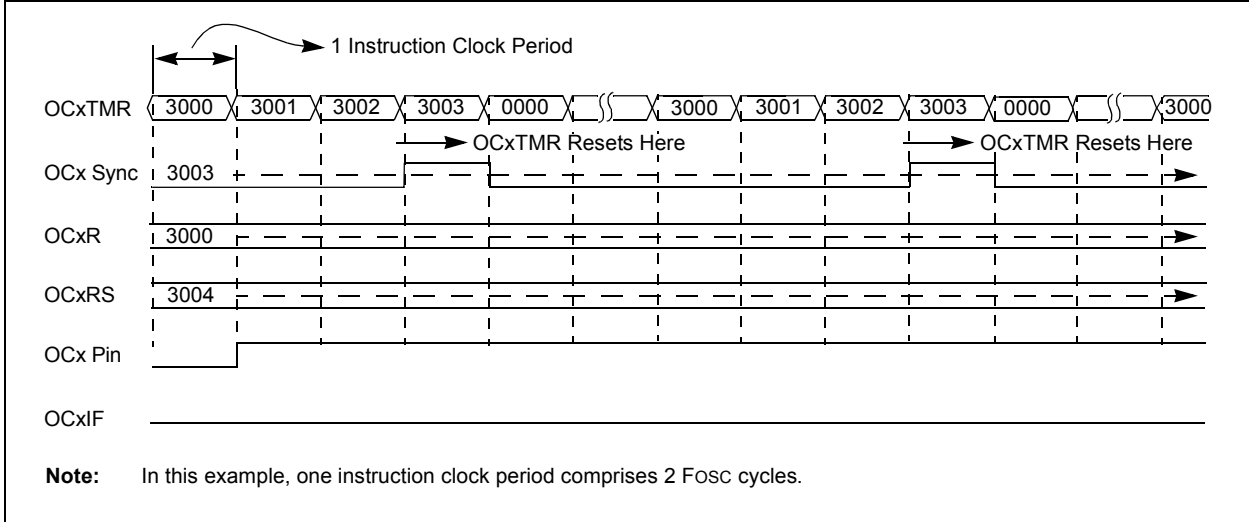 1 Instruction Clock Period
OCxTMR 3000 3001 3002 3003 0000 3000 3001 3002 3003 0000 3000
OCxTMR Resets Here OCxTMR Resets Here
OCx Sync 3003
OCxR 3000
OCxRS 3004
OCx Pin
OCxIF
Note: In this example, one instruction clock period comprises 2 FOSC cycles.